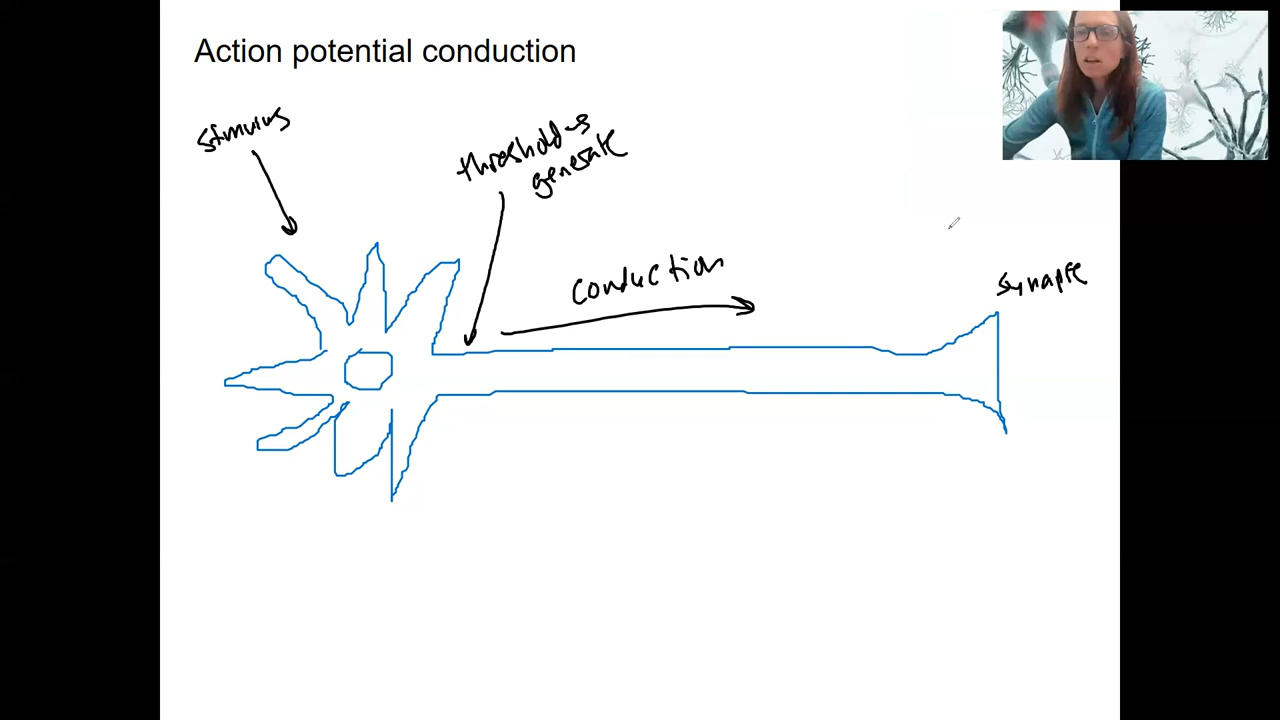 Action potential conduction
stimulus
threshold →
generate
conduction
synapse